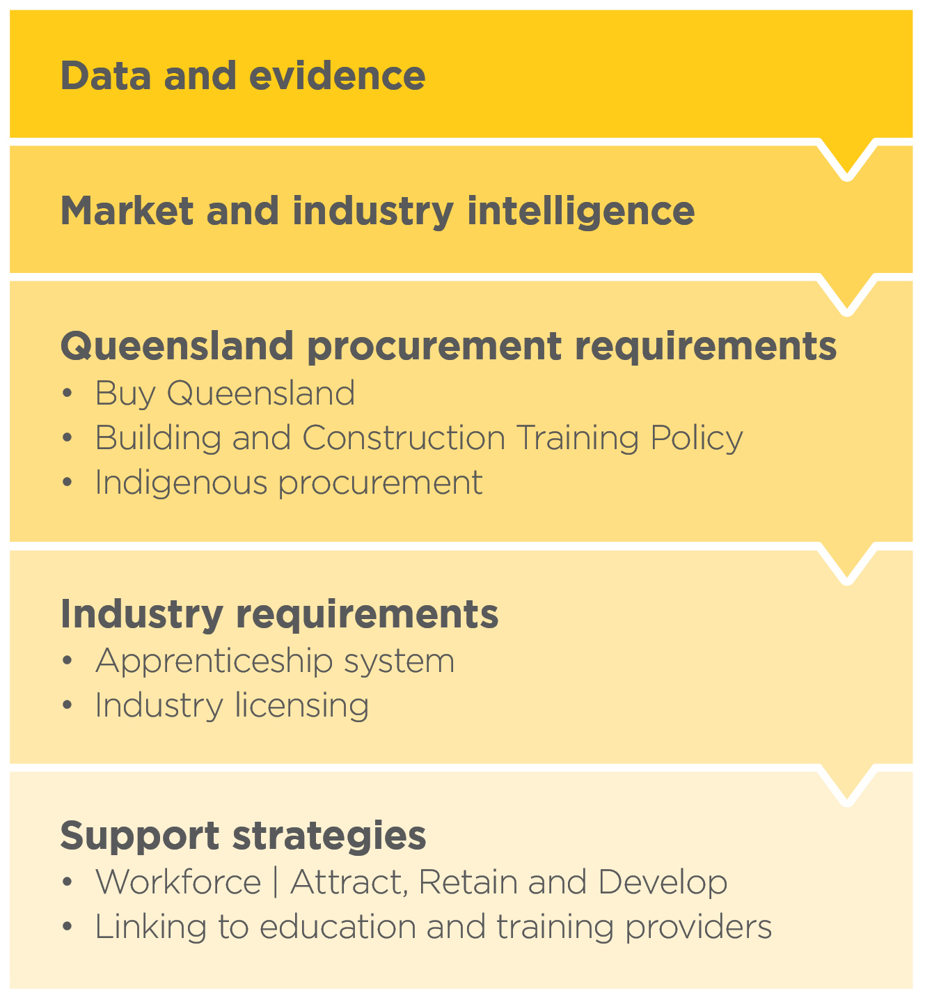 Data and evidence
Market and industry intelligence
Queensland procurement requirements
• Buy Queensland
• Building and Construction Training Policy
• Indigenous procurement
Industry requirements
• Apprenticeship system
• Industry licensing
Support strategies
• Workforce | Attract, Retain and Develop
• Linking to education and training providers